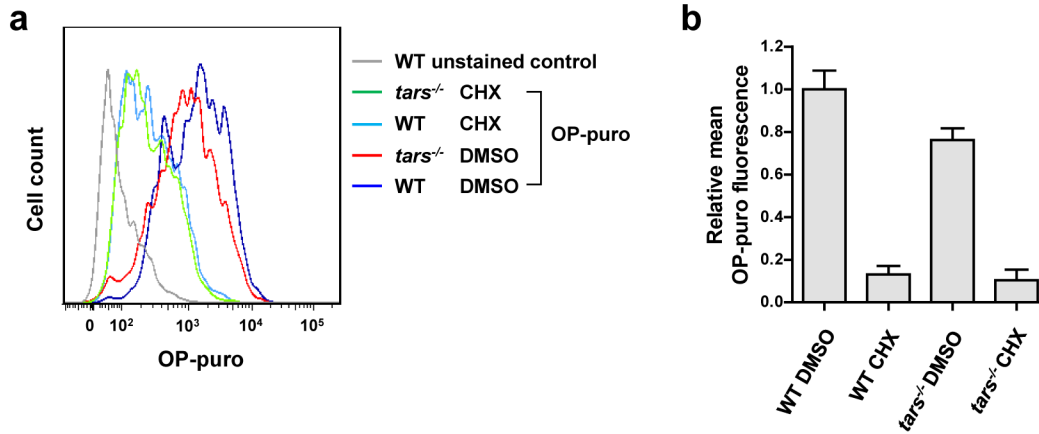 a
Cell count
0 10² 10³ 10⁴ 10⁵
OP-puro
WT unstained control
tars⁻/⁻ CHX
WT CHX
tars⁻/⁻ DMSO
WT DMSO
OP-puro
b
Relative mean
OP-puro fluorescence
1.2
1.0
0.8
0.6
0.4
0.2
0.0
WT DMSO
WT CHX
tars⁻/⁻ DMSO
tars⁻/⁻ CHX